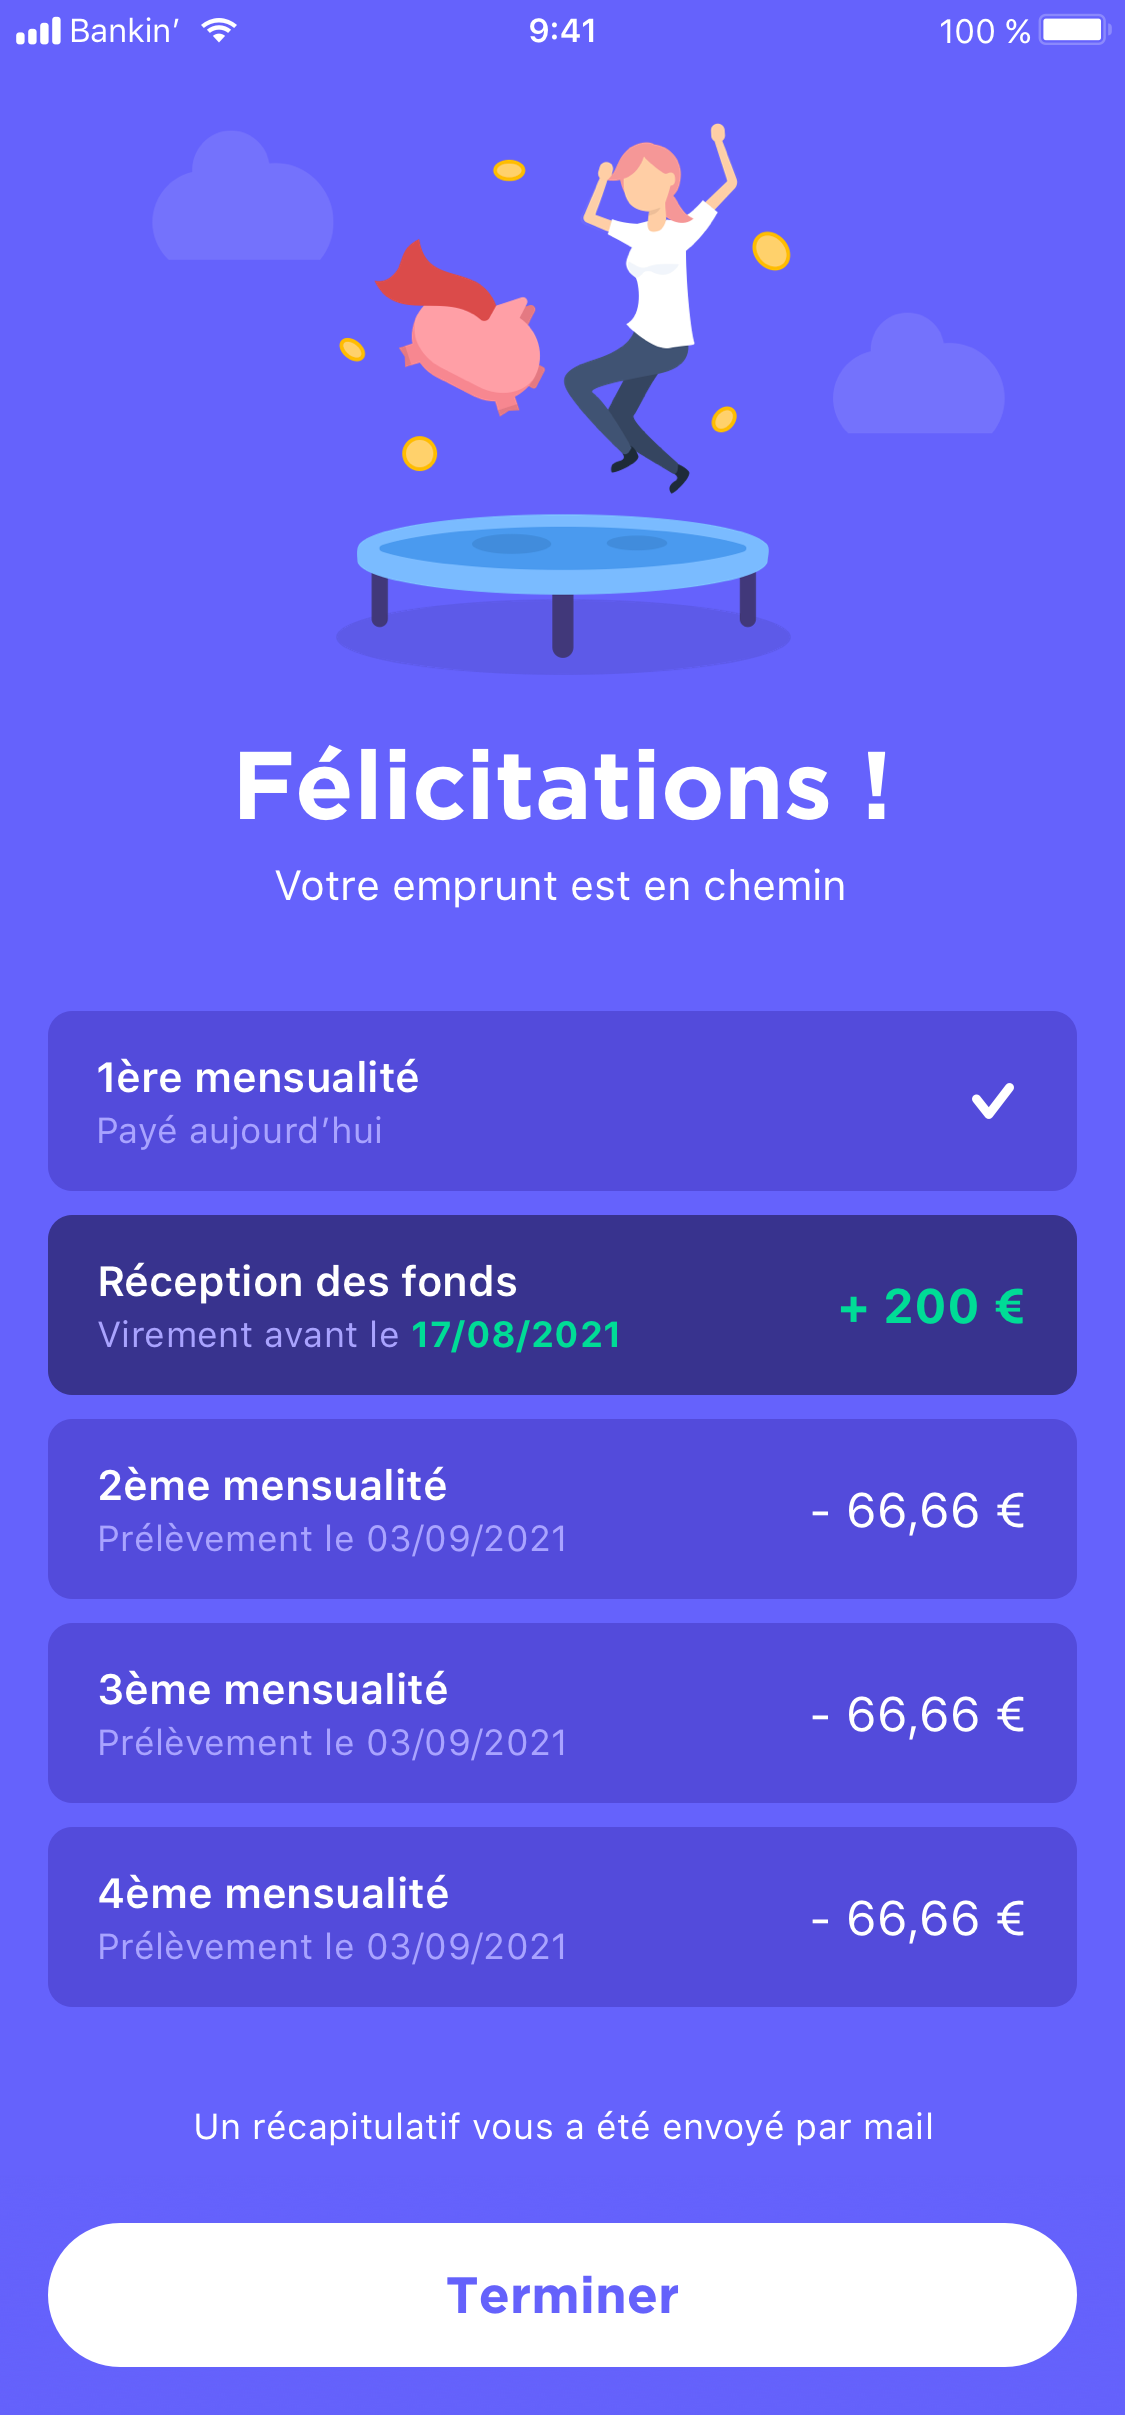 Bankin’ 9:41 100 %
Félicitations !
Votre emprunt est en chemin
1ère mensualité
Payé aujourd’hui
Réception des fonds
Virement avant le 17/08/2021
+ 200 €
2ème mensualité
Prélèvement le 03/09/2021
- 66,66 €
3ème mensualité
Prélèvement le 03/09/2021
- 66,66 €
4ème mensualité
Prélèvement le 03/09/2021
- 66,66 €
Un récapitulatif vous a été envoyé par mail
Terminer